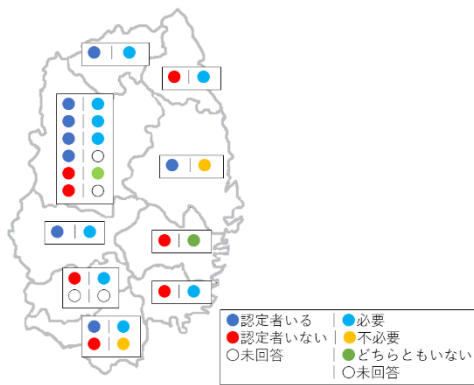 認定者いる 必要
認定者いない 不必要
未回答 どちらともいない
未回答